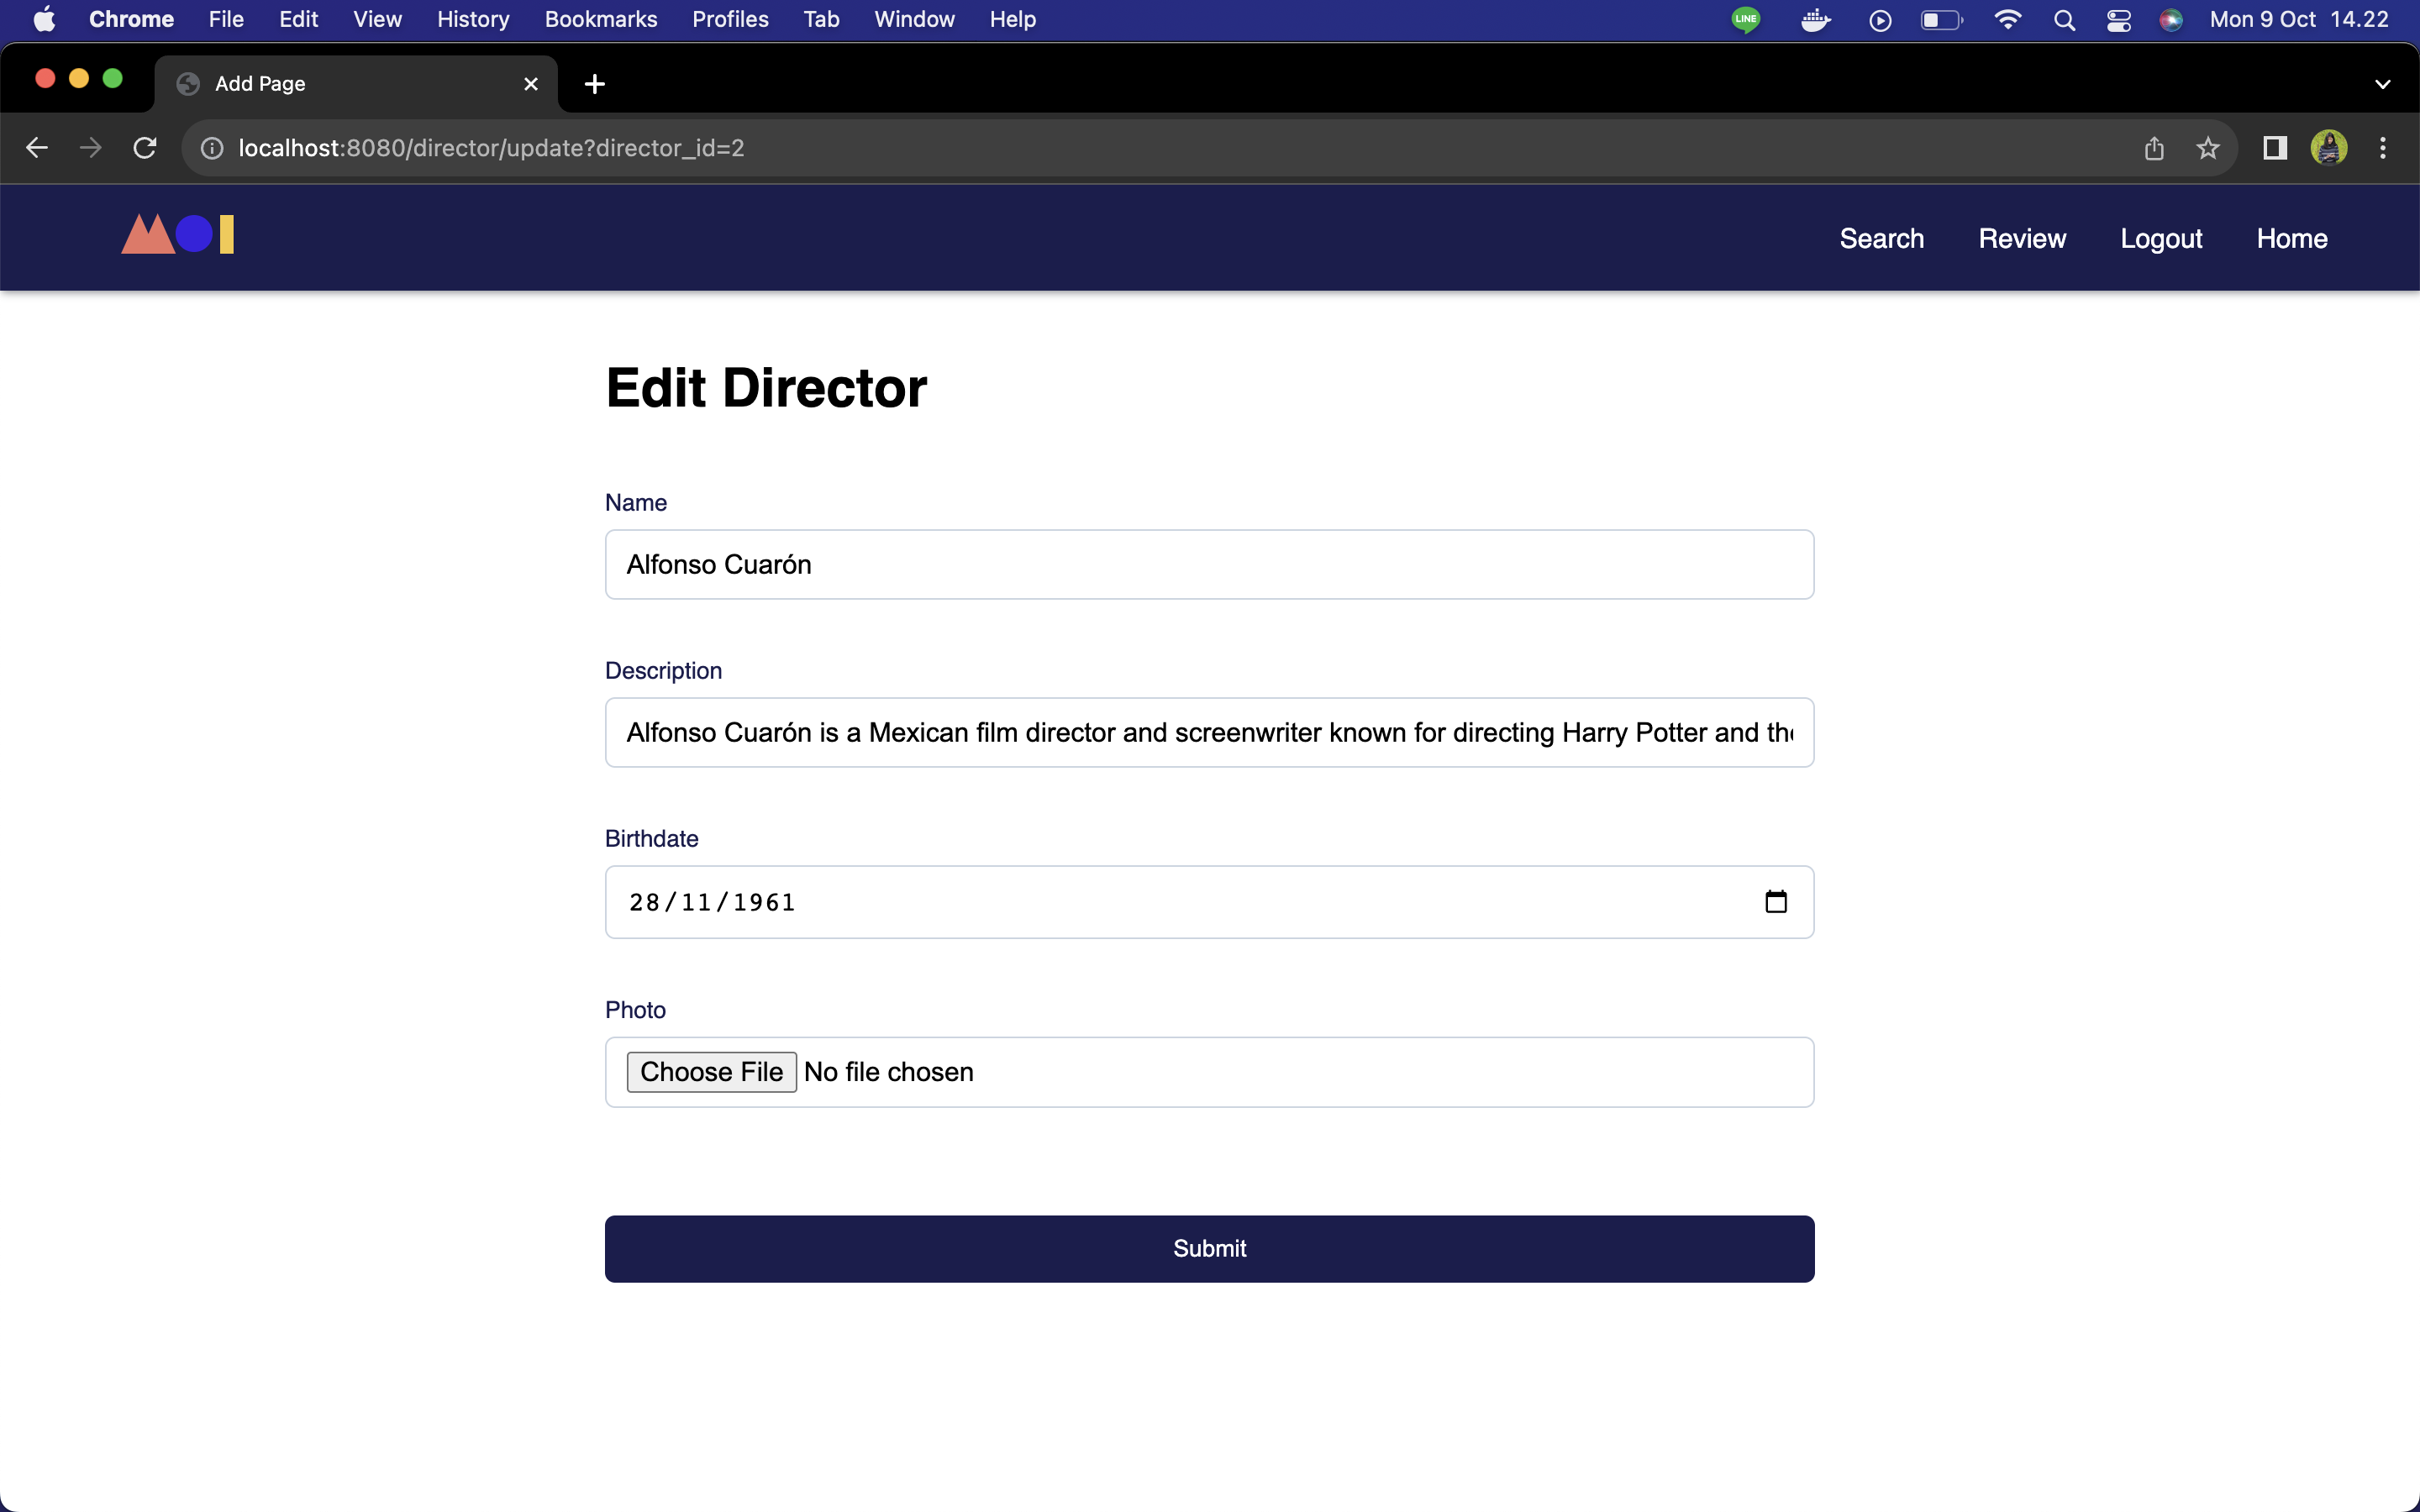 Chrome File Edit View History Bookmarks Profiles Tab Window Help LINE Mon 9 Oct 14.22
Add Page
localhost:8080/director/update?director_id=2
MOI Search Review Logout Home
Edit Director
Name
Alfonso Cuarón
Description
Alfonso Cuarón is a Mexican film director and screenwriter known for directing Harry Potter and the
Birthdate
28/11/1961
Photo
Choose File No file chosen
Submit